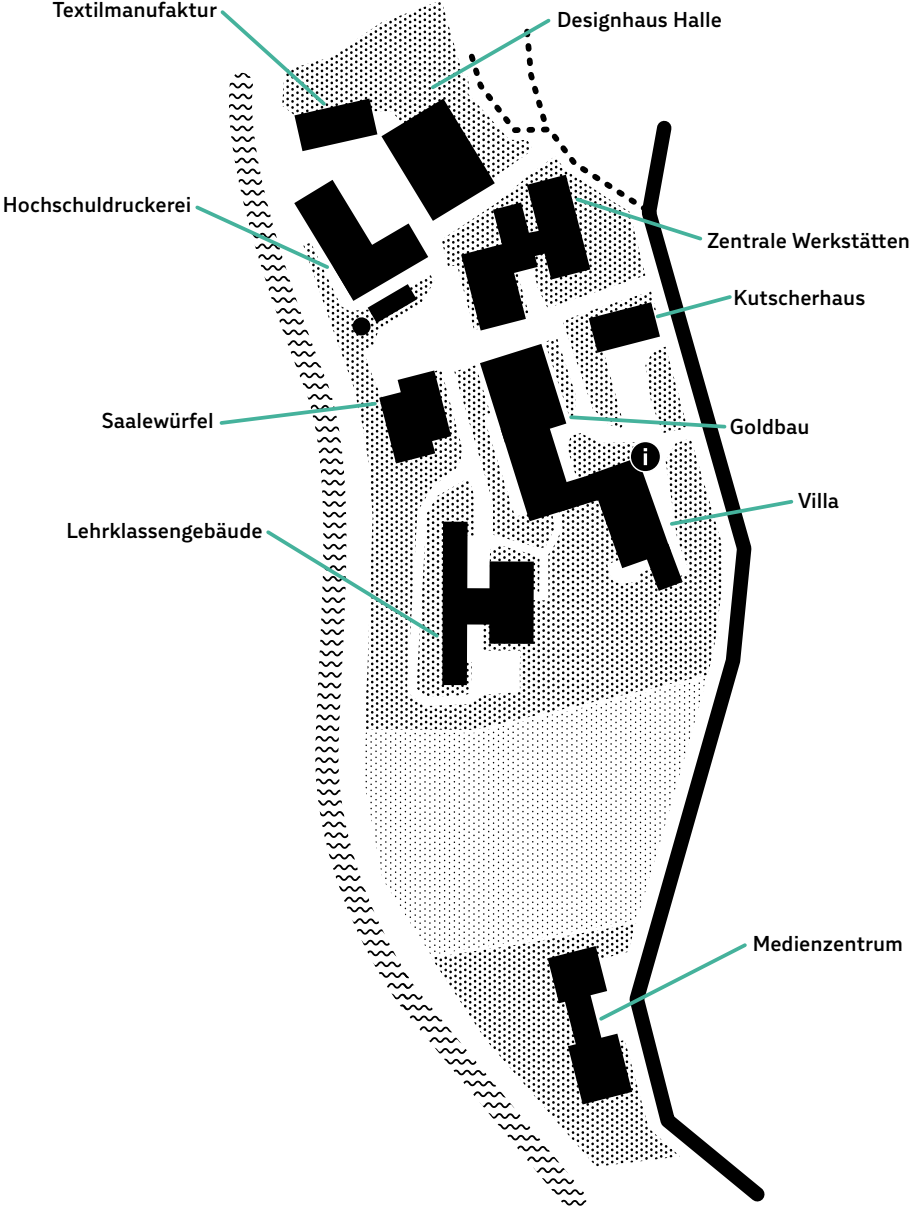 Textilmanufaktur
Designhaus Halle
Hochschuldruckerei
Zentrale Werkstätten
Kutscherhaus
Saalewürfel
Goldbau
i
Villa
Lehrklassengebäude
Medienzentrum